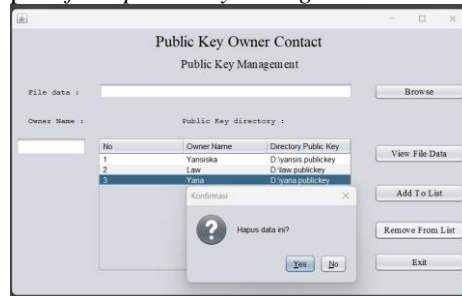 Public Key Owner Contact
Public Key Management
File data :
Browse
Owner Name :
Public Key directory :
No Owner Name Directory Public Key
1 Yansiska D:\yansis.publickey
2 Law D:\law.publickey
3 Yana D:\yana.publickey
View File Data
Add To List
Remove From List
Exit
Konfirmasi
Hapus data ini?
Yes No